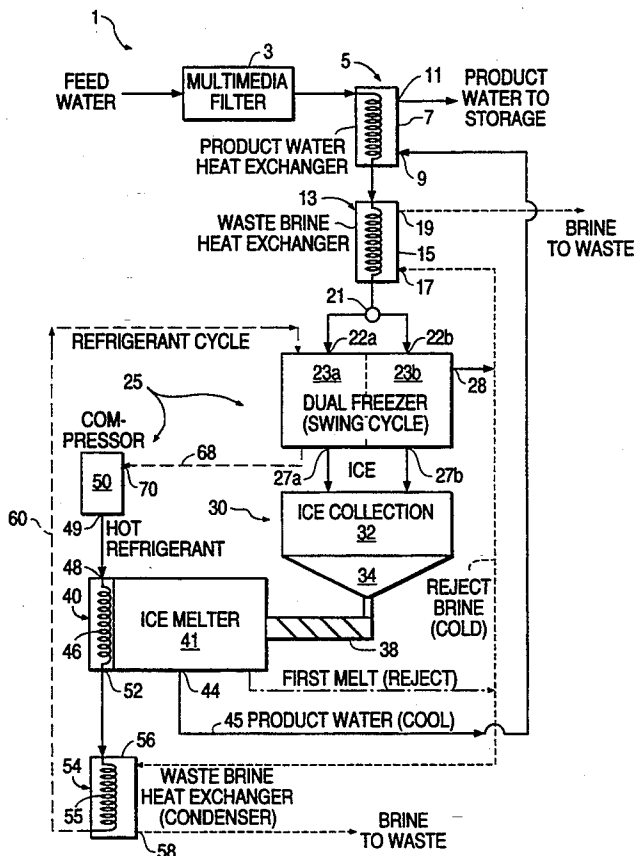 1
3
5
FEED
WATER
MULTIMEDIA
FILTER
11
PRODUCT
WATER TO
STORAGE
7
PRODUCT WATER
HEAT EXCHANGER
9
13
WASTE BRINE
HEAT EXCHANGER
19
15
BRINE
TO WASTE
17
21
REFRIGERANT CYCLE
22a
22b
23a
23b
28
25
DUAL FREEZER
(SWING CYCLE)
COM-
PRESSOR
68
27a
ICE
27b
70
50
60
49
HOT
REFRIGERANT
30
ICE COLLECTION
32
34
REJECT
BRINE
(COLD)
48
40
46
ICE MELTER
41
38
52
44
FIRST MELT (REJECT)
45 PRODUCT WATER (COOL)
56
54
55
WASTE BRINE
HEAT EXCHANGER
(CONDENSER)
BRINE
TO WASTE
58